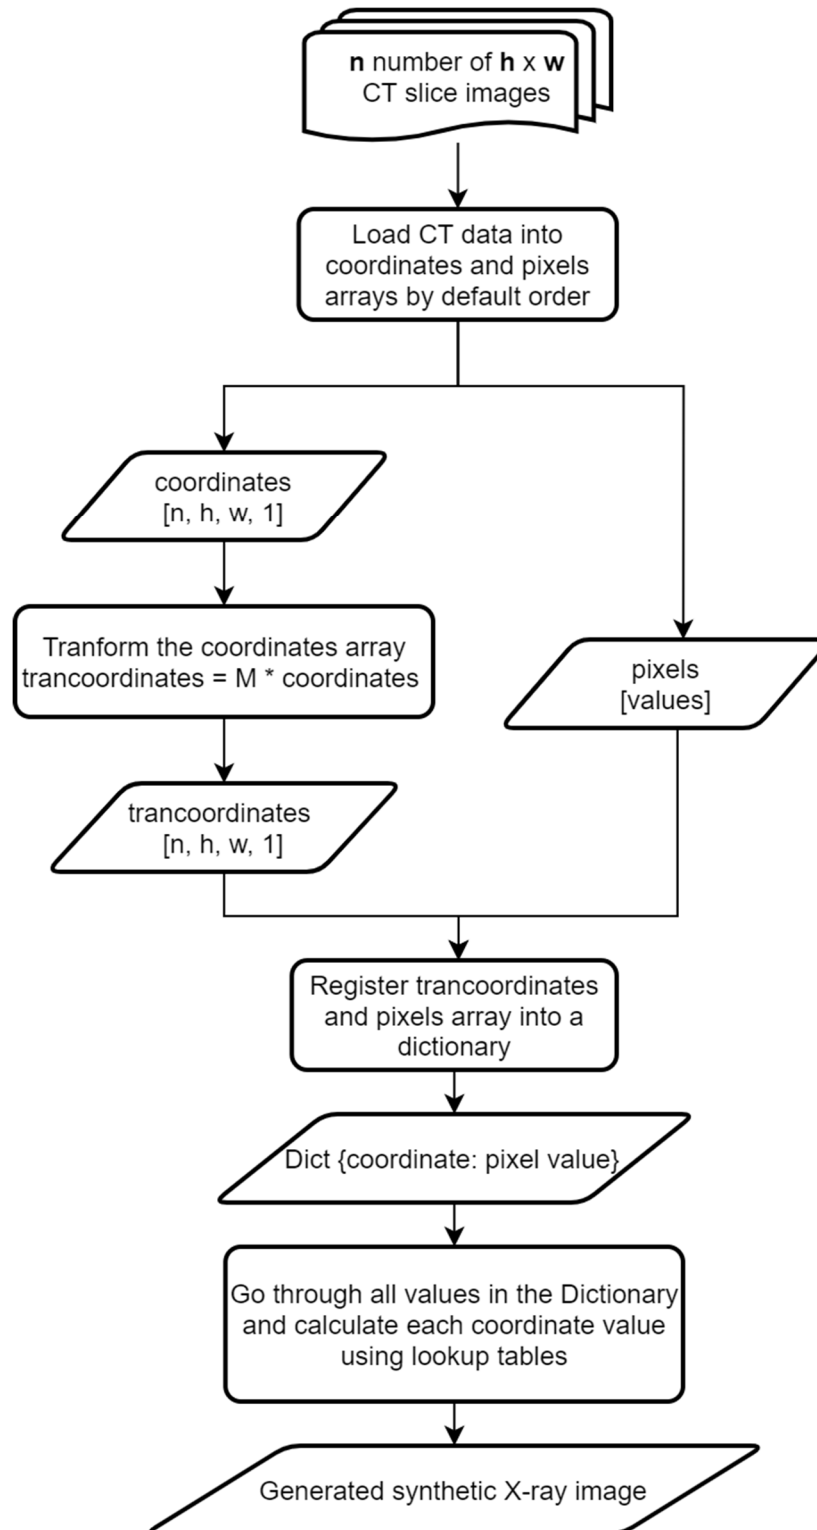 n number of h x w
CT slice images
Load CT data into
coordinates and pixels
arrays by default order
coordinates
[n, h, w, 1]
Tranform the coordinates array
trancoordinates = M * coordinates
pixels
[values]
trancoordinates
[n, h, w, 1]
Register trancoordinates
and pixels array into a
dictionary
Dict {coordinate: pixel value}
Go through all values in the Dictionary
and calculate each coordinate value
using lookup tables
Generated synthetic X-ray image